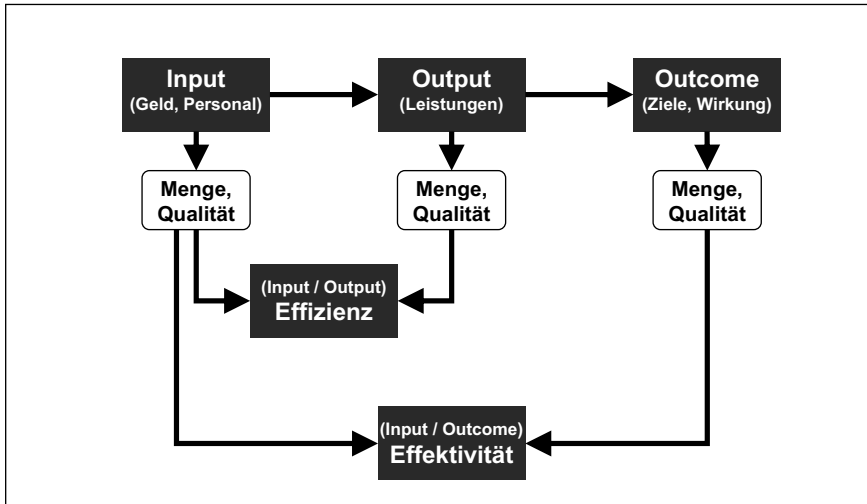 Input
(Geld, Personal)
Output
(Leistungen)
Outcome
(Ziele, Wirkung)
Menge,
Qualität
Menge,
Qualität
Menge,
Qualität
(Input / Output)
Effizienz
(Input / Outcome)
Effektivität